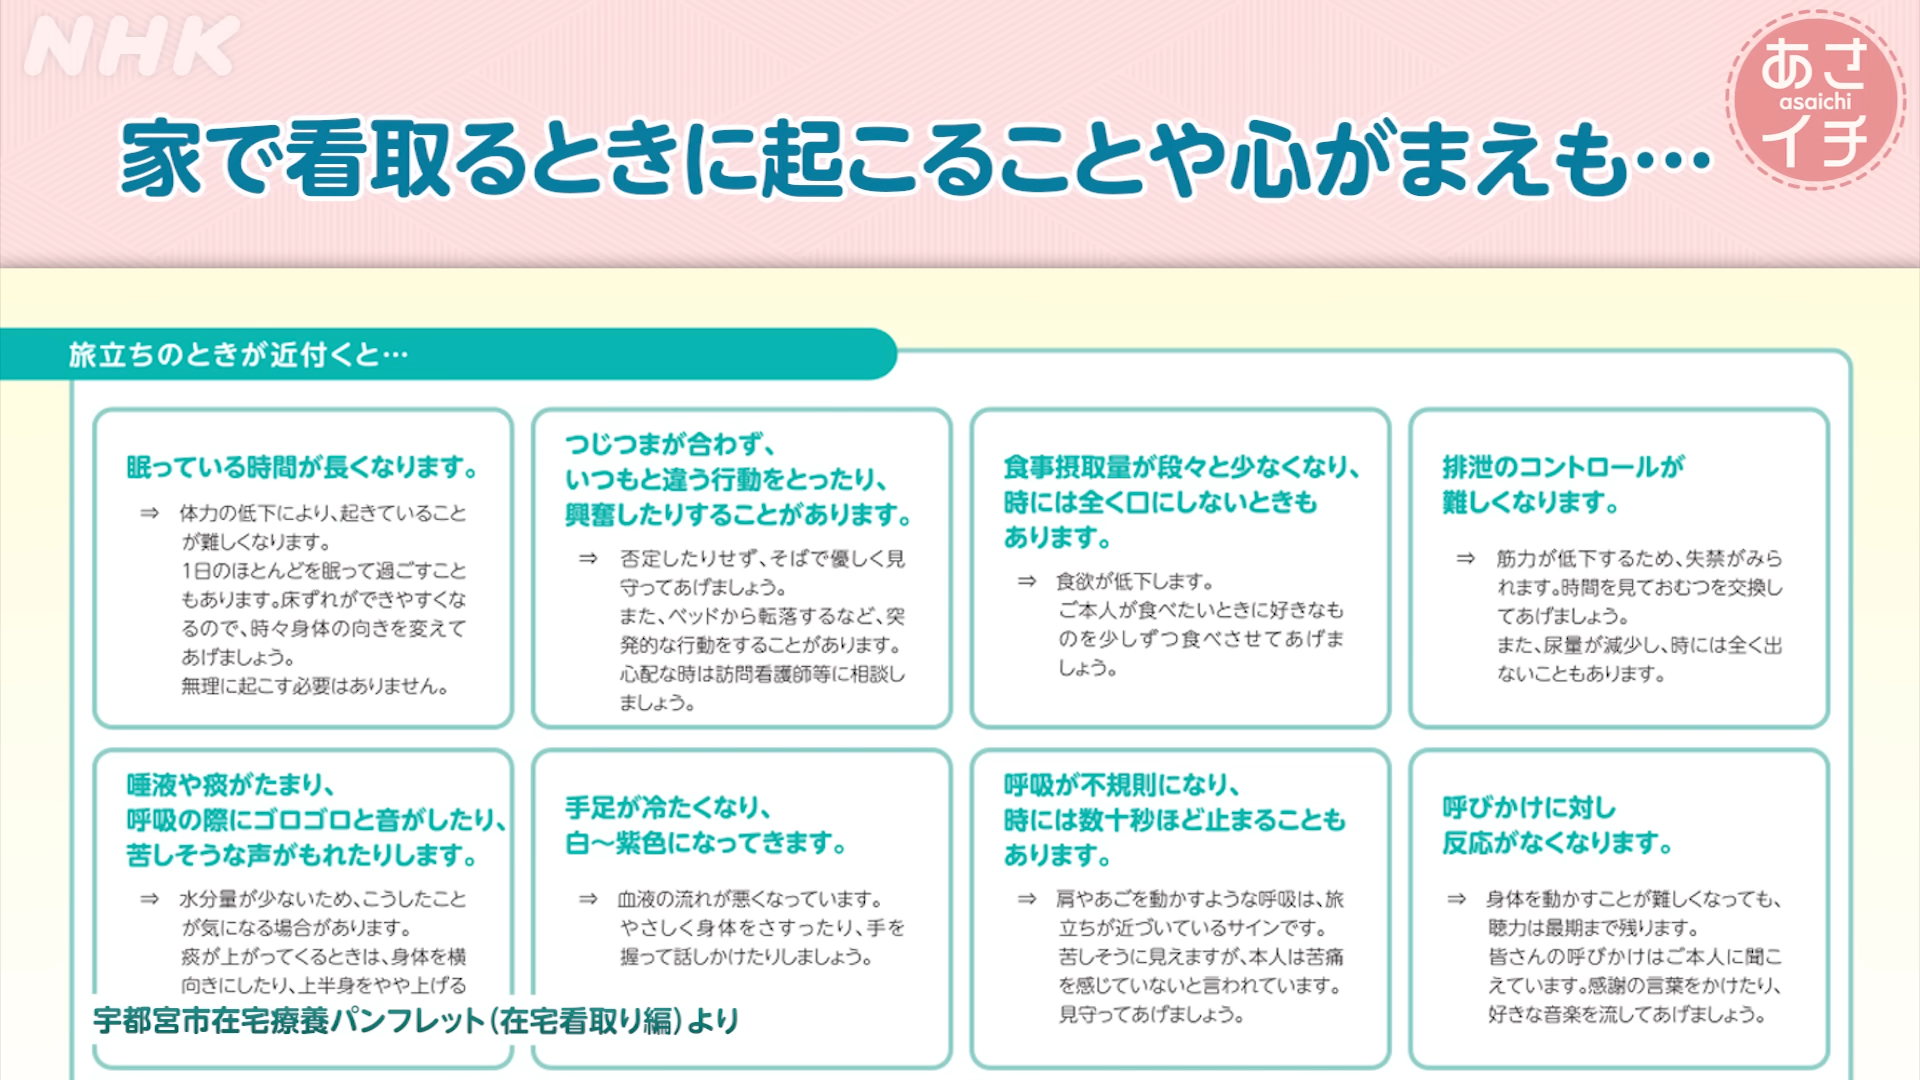 NHK
あさ
asaichi
イチ
家で看取るときに起こることや心がまえも…
旅立ちのときが近付くと…
眠っている時間が長くなります。
⇒ 体力の低下により、起きていること
が難しくなります。
1日のほとんどを眠って過ごすこと
もあります。床ずれができやすくな
るので、時々身体の向きを変えて
あげましょう。
無理に起こす必要はありません。
つじつまが合わず、
いつもと違う行動をとったり、
興奮したりすることがあります。
⇒ 否定したりせず、そばで優しく見
守ってあげましょう。
また、ベッドから転落するなど、突
発的な行動をすることがあります。
心配な時は訪問看護師等に相談し
ましょう。
食事摂取量が段々と少なくなり、
時には全く口にしないときも
あります。
⇒ 食欲が低下します。
ご本人が食べたいときに好きなも
のを少しずつ食べさせてあげま
しょう。
排泄のコントロールが
難しくなります。
⇒ 筋力が低下するため、失禁がみら
れます。時間を見ておむつを交換し
てあげましょう。
また、尿量が減少し、時には全く出
ないこともあります。
唾液や痰がたまり、
呼吸の際にゴロゴロと音がしたり、
苦しそうな声がもれたりします。
⇒ 水分量が少ないため、こうしたこと
が気になる場合があります。
痰が上がってくるときは、身体を横
向きにしたり、上半身をやや上げる
手足が冷たくなり、
白～紫色になってきます。
⇒ 血液の流れが悪くなっています。
やさしく身体をさすったり、手を
握って話しかけたりしましょう。
呼吸が不規則になり、
時には数十秒ほど止まることも
あります。
⇒ 肩やあごを動かすような呼吸は、旅
立ちが近づいているサインです。
苦しそうに見えますが、本人は苦痛
を感じていないと言われています。
見守ってあげましょう。
呼びかけに対し
反応がなくなります。
⇒ 身体を動かすことが難しくなっても、
聴力は最期まで残ります。
皆さんの呼びかけはご本人に聞こ
えています。感謝の言葉をかけたり、
好きな音楽を流してあげましょう。
宇都宮市在宅療養パンフレット（在宅看取り編）より